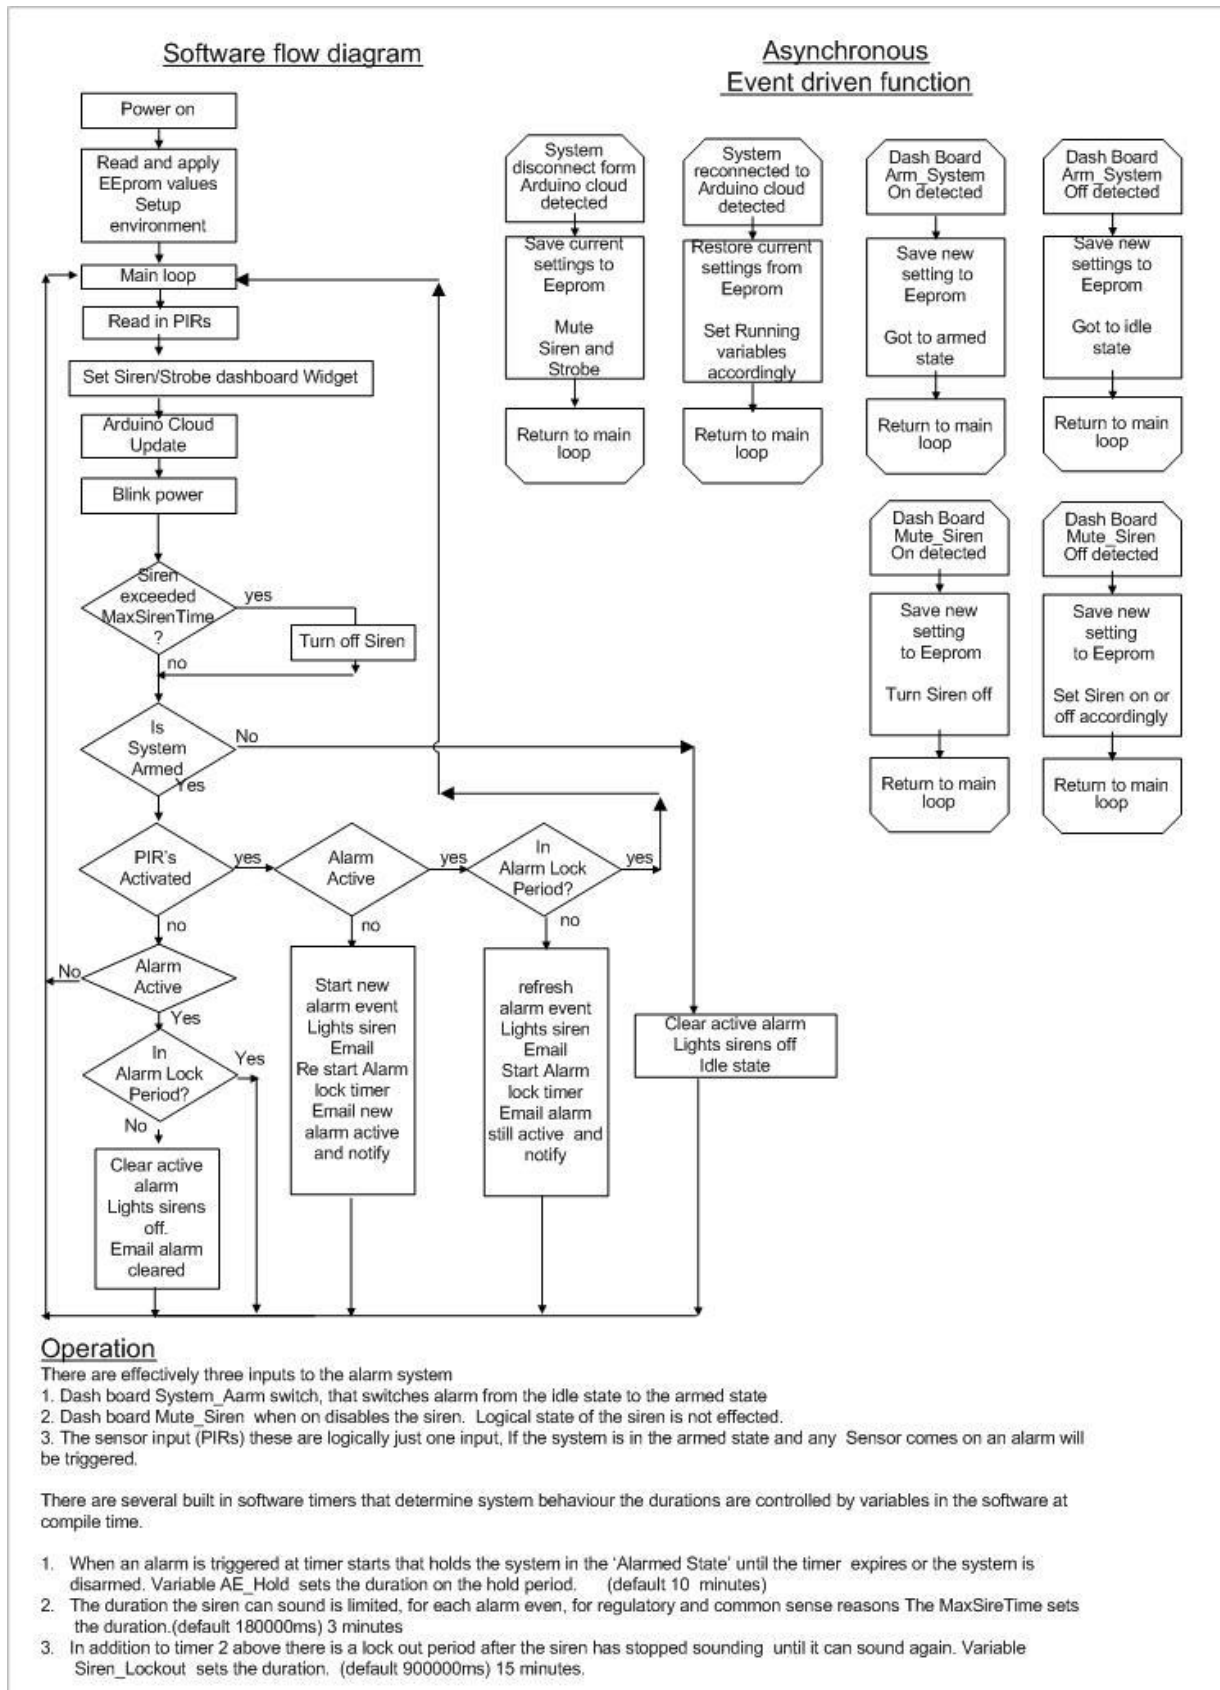 Software flow diagram
Asynchronous
Event driven function
Power on
Read and apply
EEprom values
Setup
environment
Main loop
Read in PIRs
Set Siren/Strobe dashboard Widget
Arduino Cloud
Update
Blink power
Siren
exceeded
MaxSirenTime
?
yes
Turn off Siren
no
Is
System
Armed
No
Yes
PIR's
Activated
yes
Alarm
Active
yes
In
Alarm Lock
Period?
yes
no
no
no
Alarm
Active
No
Yes
In
Alarm Lock
Period?
Yes
No
Clear active
alarm
Lights sirens
off.
Email alarm
cleared
Start new
alarm event
Lights siren
Email
Re start Alarm
lock timer
Email new
alarm active
and notify
refresh
alarm event
Lights siren
Email
Start Alarm
lock timer
Email alarm
still active and
notify
Clear active alarm
Lights sirens off
Idle state
System
disconnect form
Arduino cloud
detected
Save current
settings to
Eeprom
Mute
Siren and
Strobe
Return to main
loop
System
reconnected to
Arduino cloud
detected
Restore current
settings from
Eeprom
Set Running
variables
accordingly
Return to main
loop
Dash Board
Arm_System
On detected
Save new
setting to
Eeprom
Got to armed
state
Return to main
loop
Dash Board
Arm_System
Off detected
Save new
settings to
Eeprom
Got to idle
state
Return to main
loop
Dash Board
Mute_Siren
On detected
Save new
setting
to Eeprom
Turn Siren off
Return to main
loop
Dash Board
Mute_Siren
Off detected
Save new
setting
to Eeprom
Set Siren on or
off accordingly
Return to main
loop
Operation
There are effectively three inputs to the alarm system
1. Dash board System_Aarm switch, that switches alarm from the idle state to the armed state
2. Dash board Mute_Siren when on disables the siren. Logical state of the siren is not effected.
3. The sensor input (PIRs) these are logically just one input, If the system is in the armed state and any Sensor comes on an alarm will
be triggered.
There are several built in software timers that determine system behaviour the durations are controlled by variables in the software at
compile time.
1. When an alarm is triggered at timer starts that holds the system in the 'Alarmed State' until the timer expires or the system is
disarmed. Variable AE_Hold sets the duration on the hold period. (default 10 minutes)
2. The duration the siren can sound is limited, for each alarm even, for regulatory and common sense reasons The MaxSireTime sets
the duration.(default 180000ms) 3 minutes
3. In addition to timer 2 above there is a lock out period after the siren has stopped sounding until it can sound again. Variable
Siren_Lockout sets the duration. (default 900000ms) 15 minutes.